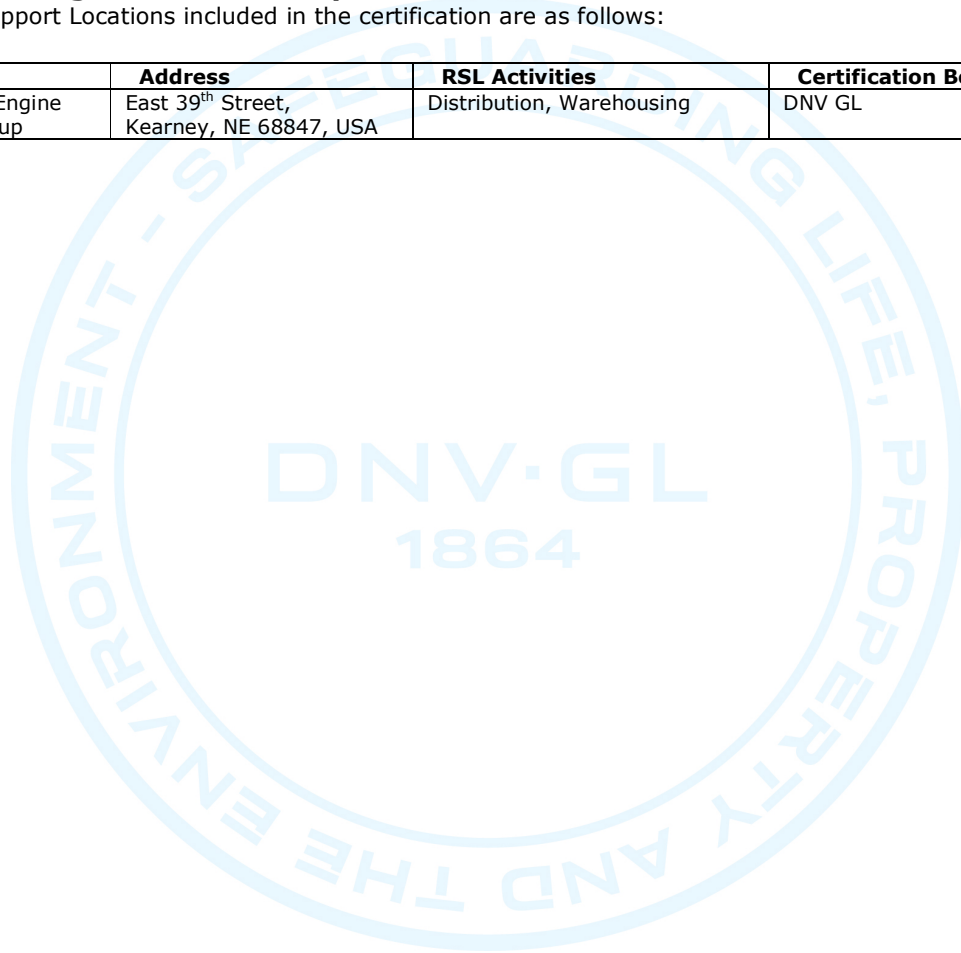 pport Locations included in the certification are as follows:
Address RSL Activities Certification Bo
Engine East 39th Street, Distribution, Warehousing DNV GL
up Kearney, NE 68847, USA
SAFEGUARDING LIFE, PROPERTY AND THE ENVIRONMENT -
DNV·GL
1864